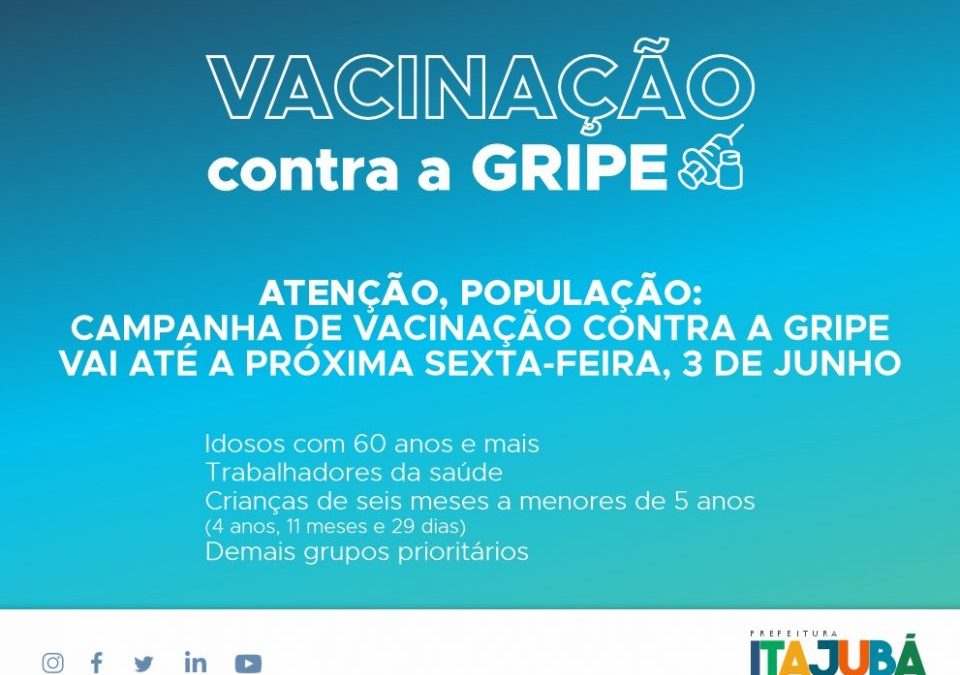 VACINAÇÃO
contra a GRIPE
ATENÇÃO, POPULAÇÃO:
CAMPANHA DE VACINAÇÃO CONTRA A GRIPE
VAI ATÉ A PRÓXIMA SEXTA-FEIRA, 3 DE JUNHO
Idosos com 60 anos e mais
Trabalhadores da saúde
Crianças de seis meses a menores de 5 anos
(4 anos, 11 meses e 29 dias)
Demais grupos prioritários
PREFEITURA
ITAJUBÁ